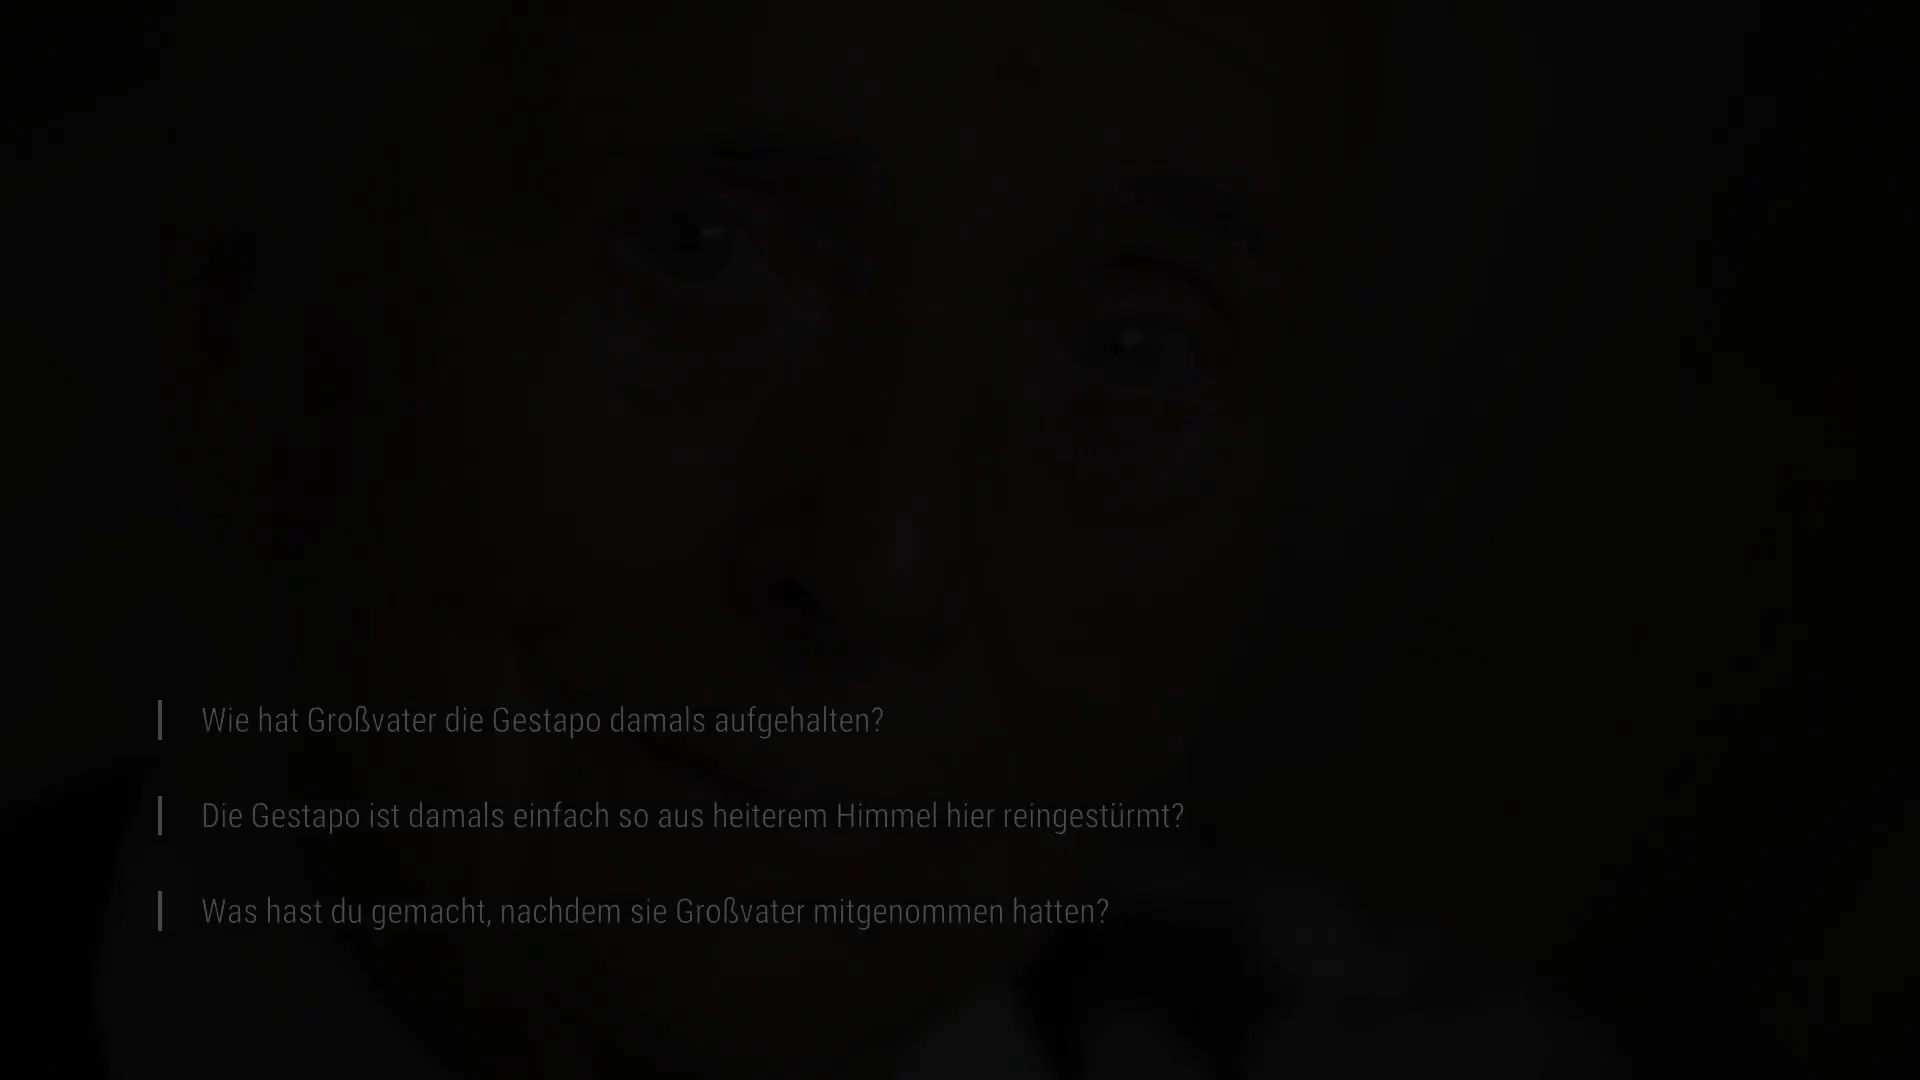 Wie hat Großvater die Gestapo damals aufgehalten?
Die Gestapo ist damals einfach so aus heiterem Himmel hier reingestürmt?
Was hast du gemacht, nachdem sie Großvater mitgenommen hatten?